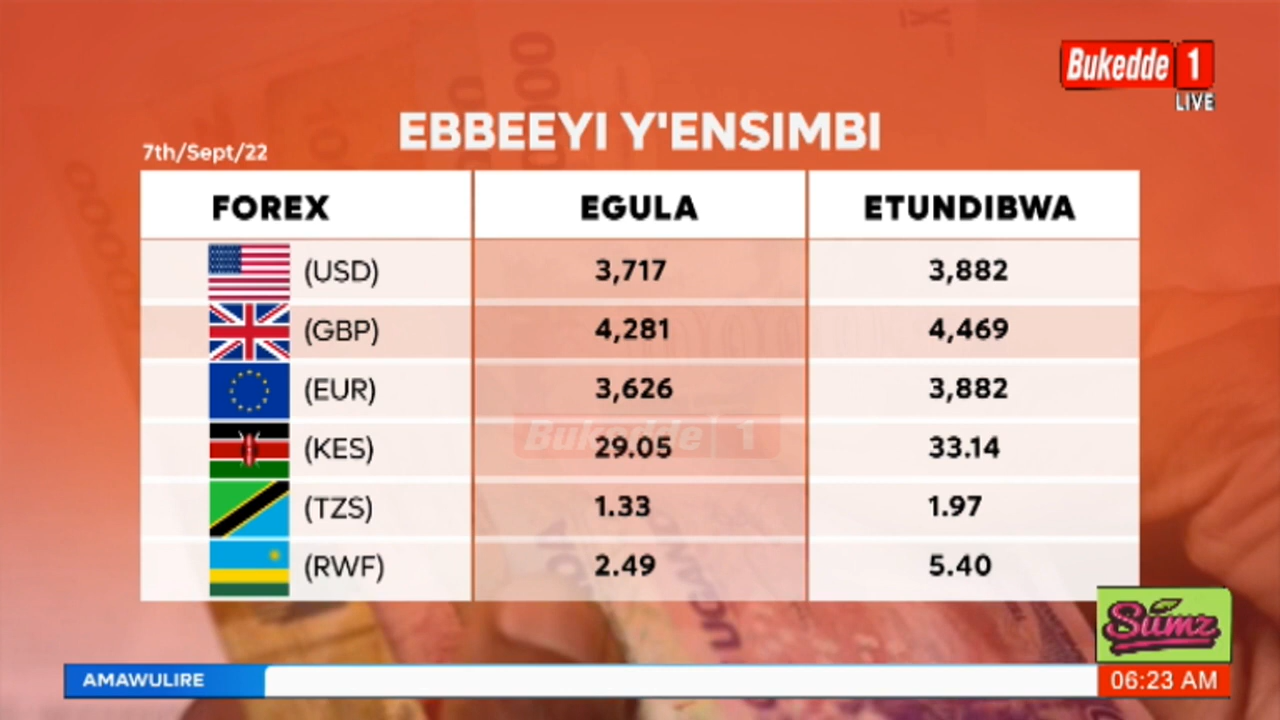 Bukedde 1
LIVE
EBBEEYI Y'ENSIMBI
7th/Sept/22
FOREX EGULA ETUNDIBWA
(USD) 3,717 3,882
(GBP) 4,281 4,469
(EUR) 3,626 3,882
(KES) 29.05 33.14
(TZS) 1.33 1.97
(RWF) 2.49 5.40
Bukedde 1
Sumz
AMAWULIRE
06:23 AM